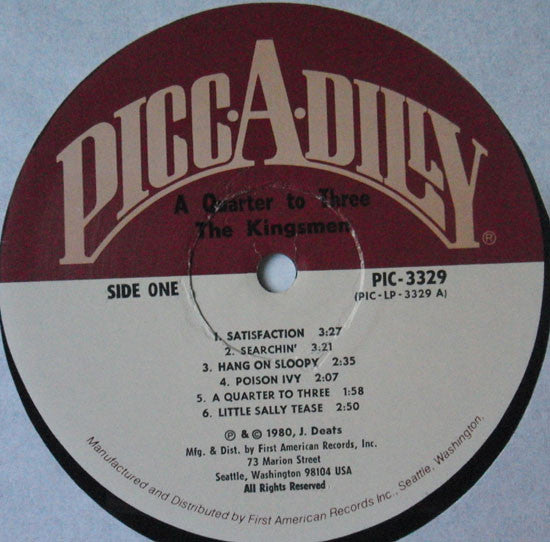 PICC·A·DILLY
®
A Quarter to Three
The Kingsmen
SIDE ONE
PIC-3329
(PIC-LP-3329 A)
1. SATISFACTION 3:27
2. SEARCHIN' 3:21
3. HANG ON SLOOPY 2:35
4. POISON IVY 2:07
5. A QUARTER TO THREE 1:58
6. LITTLE SALLY TEASE 2:50
℗ & © 1980, J. Deats
Mfg. & Dist. by First American Records, Inc.
73 Marion Street
Seattle, Washington 98104 USA
All Rights Reserved
Manufactured and Distributed by First American Records Inc., Seattle, Washington.